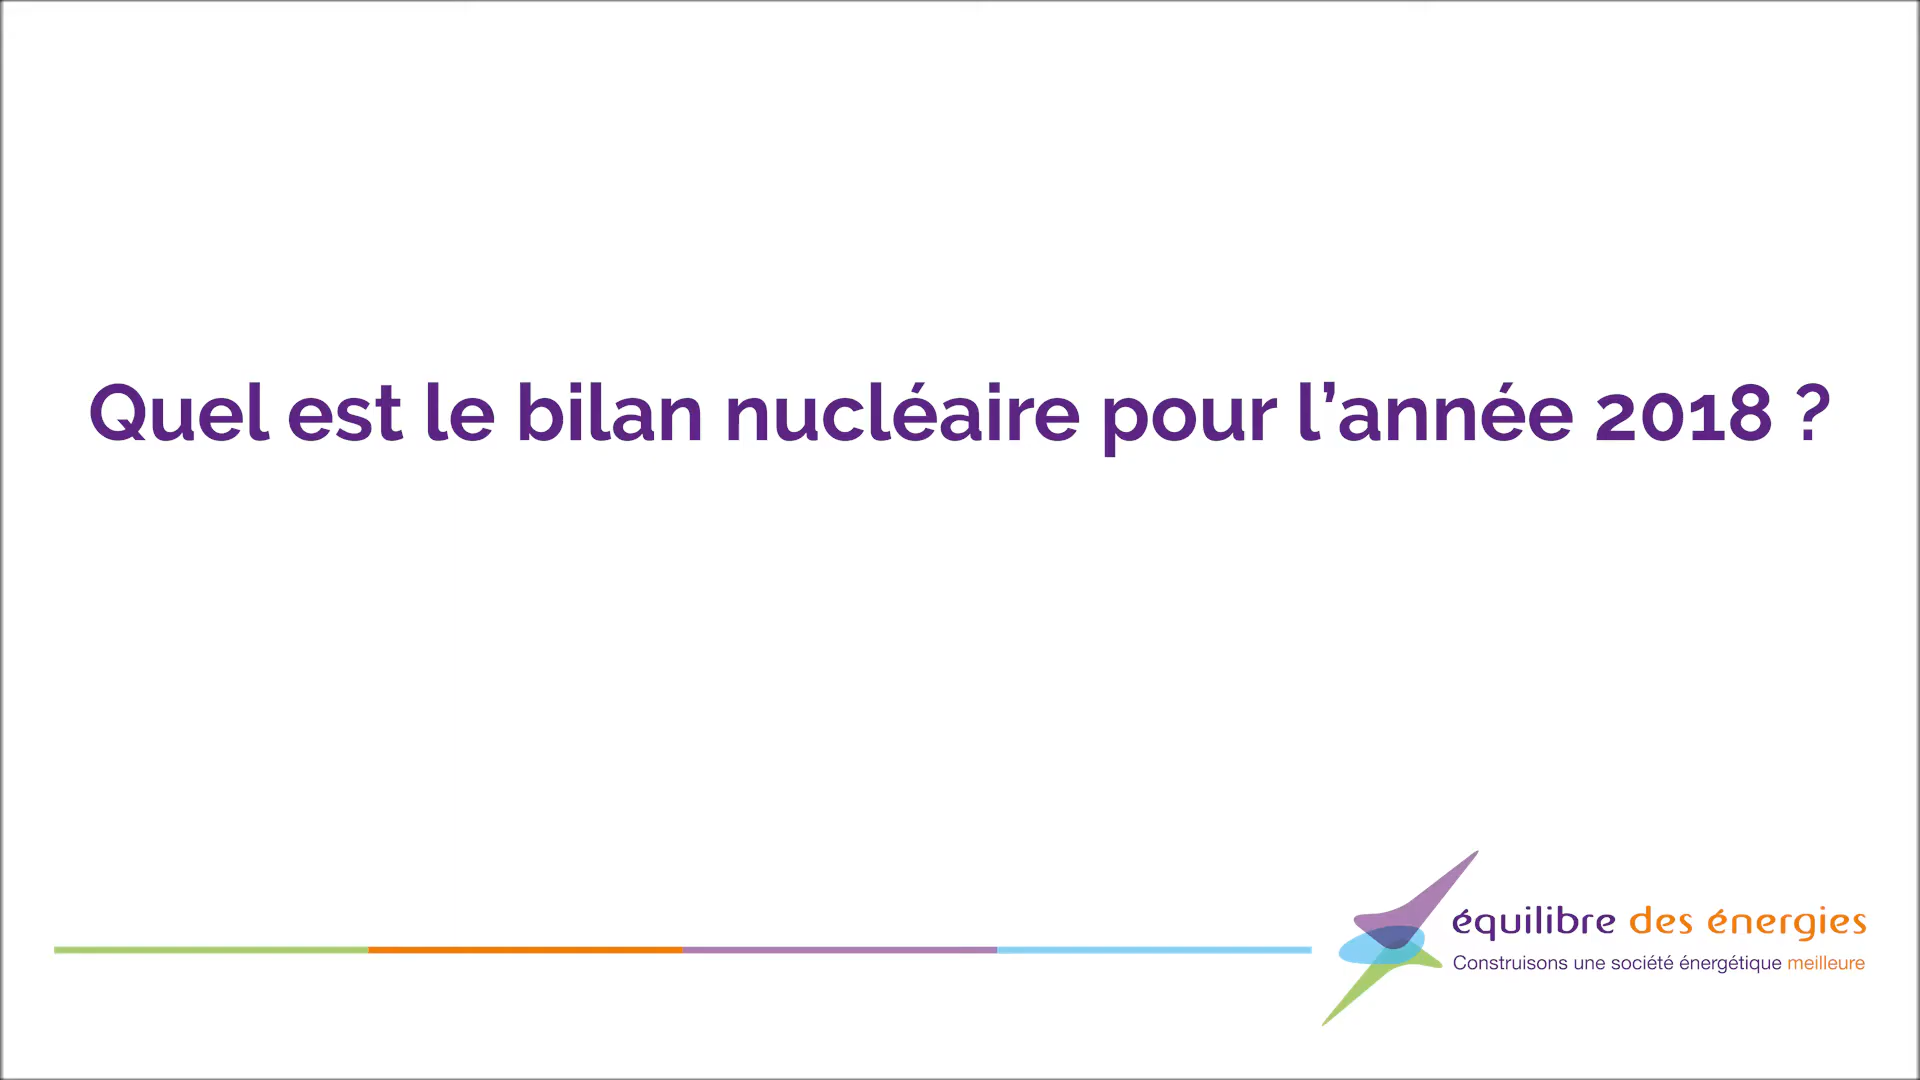 Quel est le bilan nucléaire pour l’année 2018 ?
équilibre des énergies
Construisons une société énergétique meilleure